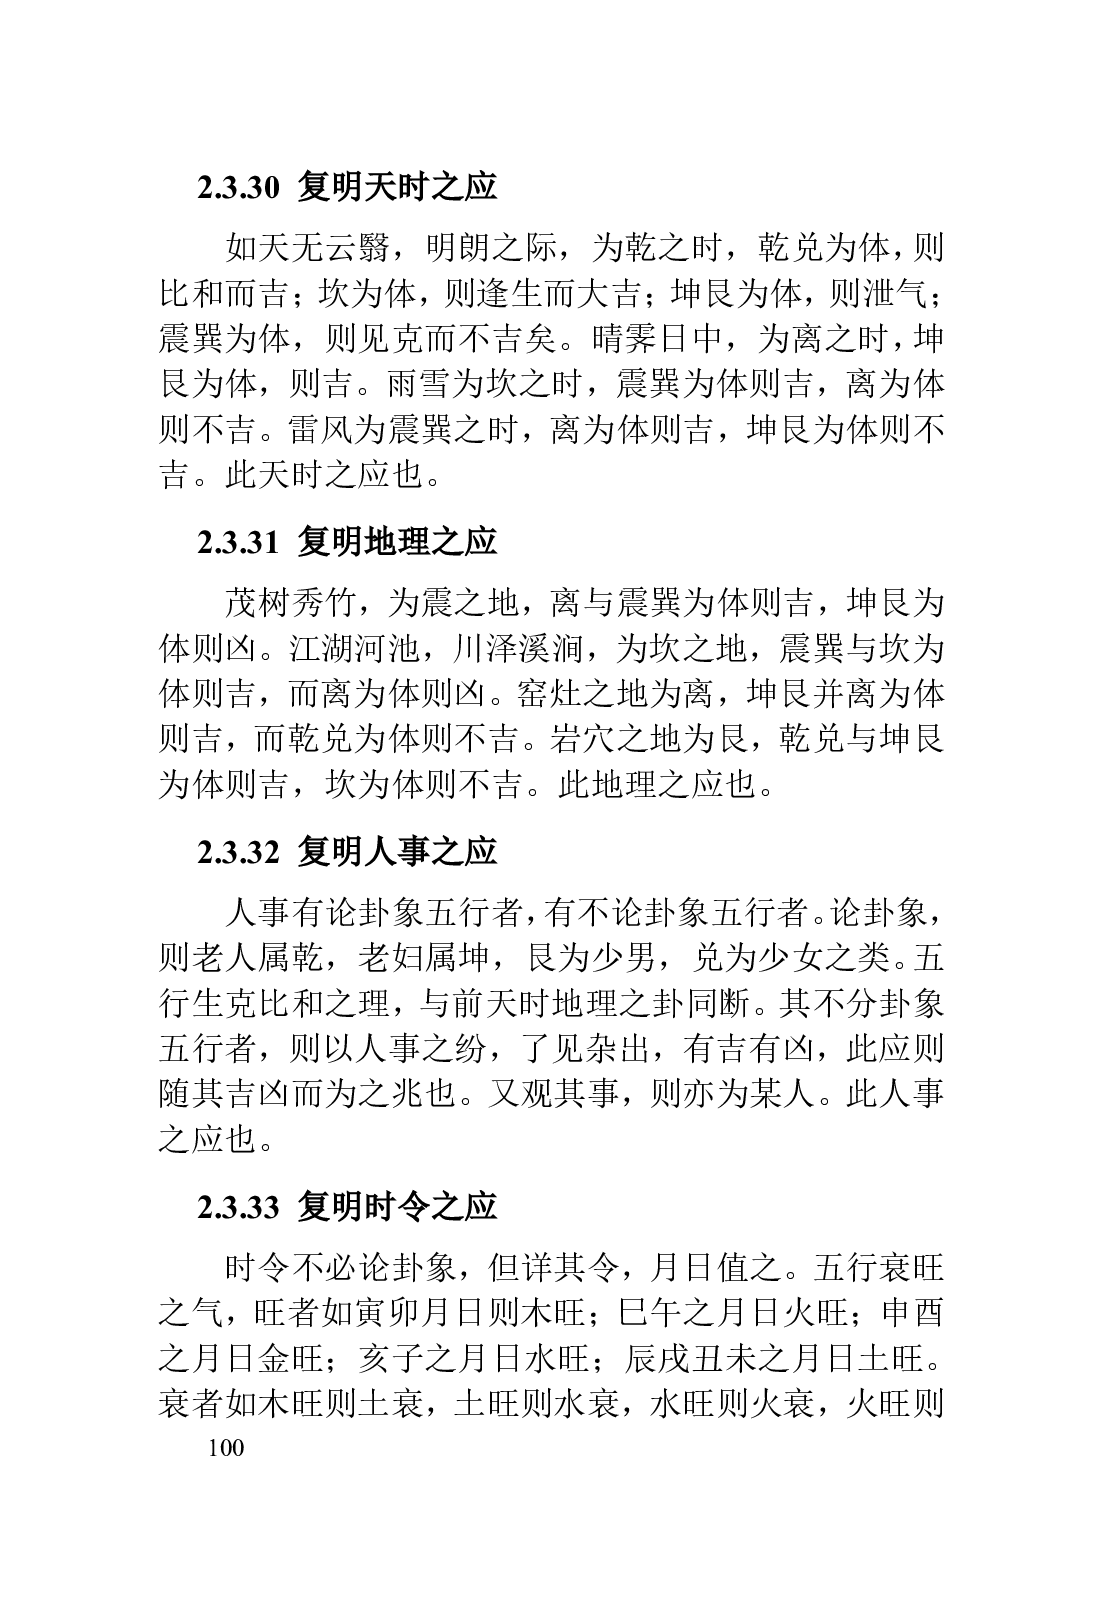 2.3.30 复明天时之应
如天无云翳，明朗之际，为乾之时，乾兑为体，则
比和而吉；坎为体，则逢生而大吉；坤艮为体，则泄气；
震巽为体，则见克而不吉矣。晴霁日中，为离之时，坤
艮为体，则吉。雨雪为坎之时，震巽为体则吉，离为体
则不吉。雷风为震巽之时，离为体则吉，坤艮为体则不
吉。此天时之应也。
2.3.31 复明地理之应
茂树秀竹，为震之地，离与震巽为体则吉，坤艮为
体则凶。江湖河池，川泽溪涧，为坎之地，震巽与坎为
体则吉，而离为体则凶。窑灶之地为离，坤艮并离为体
则吉，而乾兑为体则不吉。岩穴之地为艮，乾兑与坤艮
为体则吉，坎为体则不吉。此地理之应也。
2.3.32 复明人事之应
人事有论卦象五行者，有不论卦象五行者。论卦象，
则老人属乾，老妇属坤，艮为少男，兑为少女之类。五
行生克比和之理，与前天时地理之卦同断。其不分卦象
五行者，则以人事之纷，了见杂出，有吉有凶，此应则
随其吉凶而为之兆也。又观其事，则亦为某人。此人事
之应也。
2.3.33 复明时令之应
时令不必论卦象，但详其令，月日值之。五行衰旺
之气，旺者如寅卯月日则木旺；巳午之月日火旺；申酉
之月日金旺；亥子之月日水旺；辰戌丑未之月日土旺。
衰者如木旺则土衰，土旺则水衰，水旺则火衰，火旺则
100